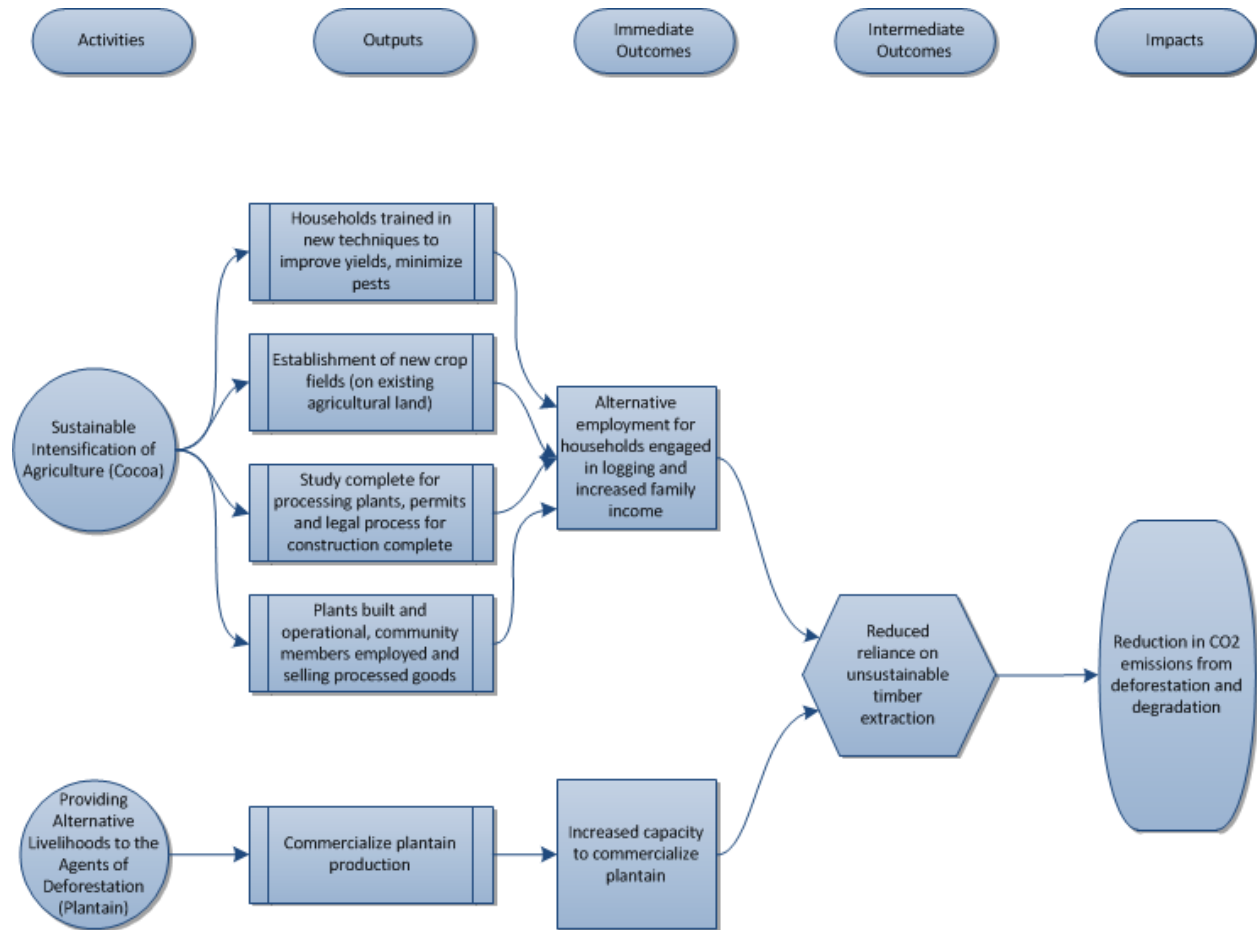 Activities
Outputs
Immediate
Outcomes
Intermediate
Outcomes
Impacts
Sustainable
Intensification of
Agriculture (Cocoa)
Households trained in
new techniques to
improve yields, minimize
pests
Establishment of new crop
fields (on existing
agricultural land)
Study complete for
processing plants, permits
and legal process for
construction complete
Plants built and
operational, community
members employed and
selling processed goods
Alternative
employment for
households engaged
in logging and
increased family
income
Reduced
reliance on
unsustainable
timber
extraction
Reduction in CO2
emissions from
deforestation and
degradation
Providing
Alternative
Livelihoods to the
Agents of
Deforestation
(Plantain)
Commercialize plantain
production
Increased capacity
to commercialize
plantain